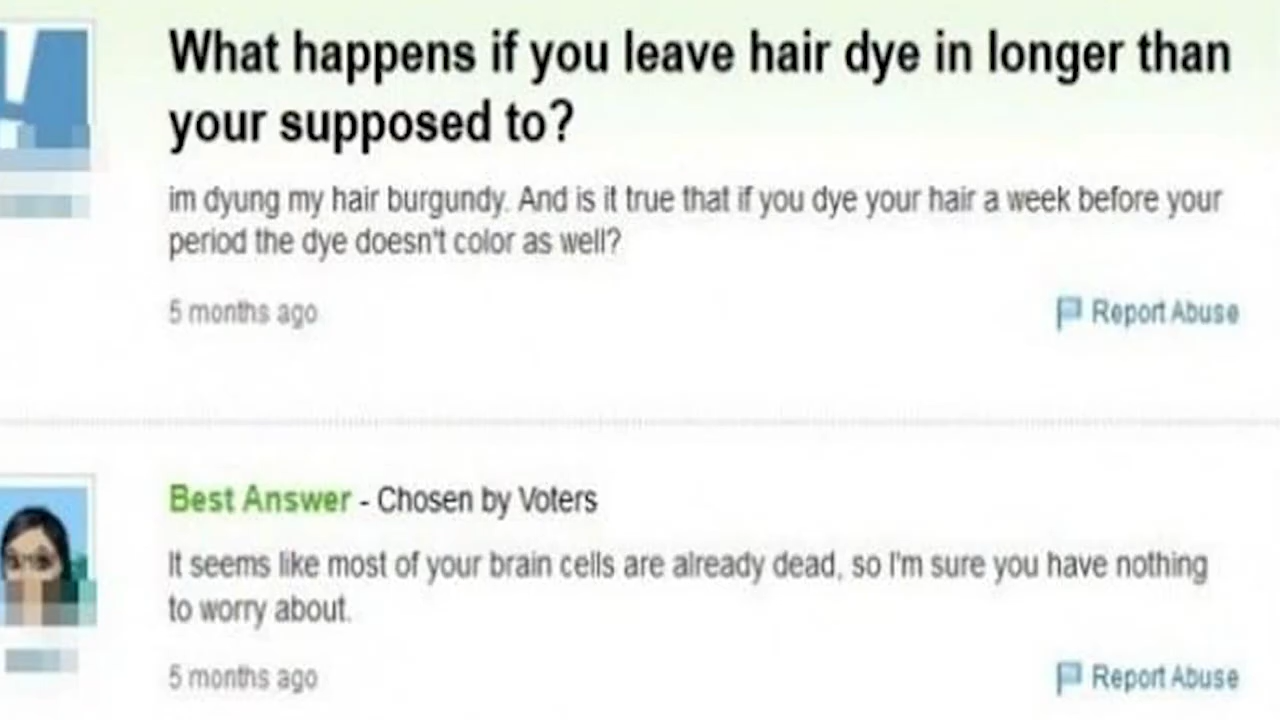 What happens if you leave hair dye in longer than
your supposed to?
im dyung my hair burgundy. And is it true that if you dye your hair a week before your
period the dye doesn't color as well?
5 months ago
Report Abuse
Best Answer - Chosen by Voters
It seems like most of your brain cells are already dead, so I'm sure you have nothing
to worry about.
5 months ago
Report Abuse